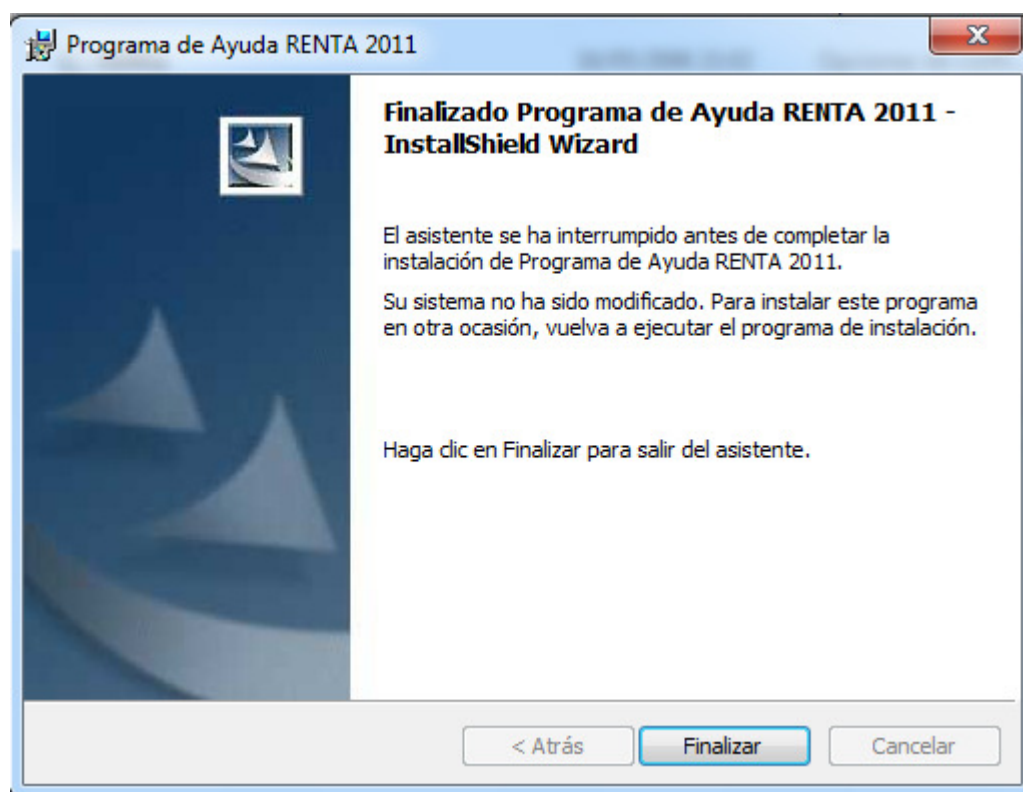 Programa de Ayuda RENTA 2011
Finalizado Programa de Ayuda RENTA 2011 -
InstallShield Wizard
El asistente se ha interrumpido antes de completar la
instalación de Programa de Ayuda RENTA 2011.
Su sistema no ha sido modificado. Para instalar este programa
en otra ocasión, vuelva a ejecutar el programa de instalación.
Haga clic en Finalizar para salir del asistente.
< Atrás
Finalizar
Cancelar